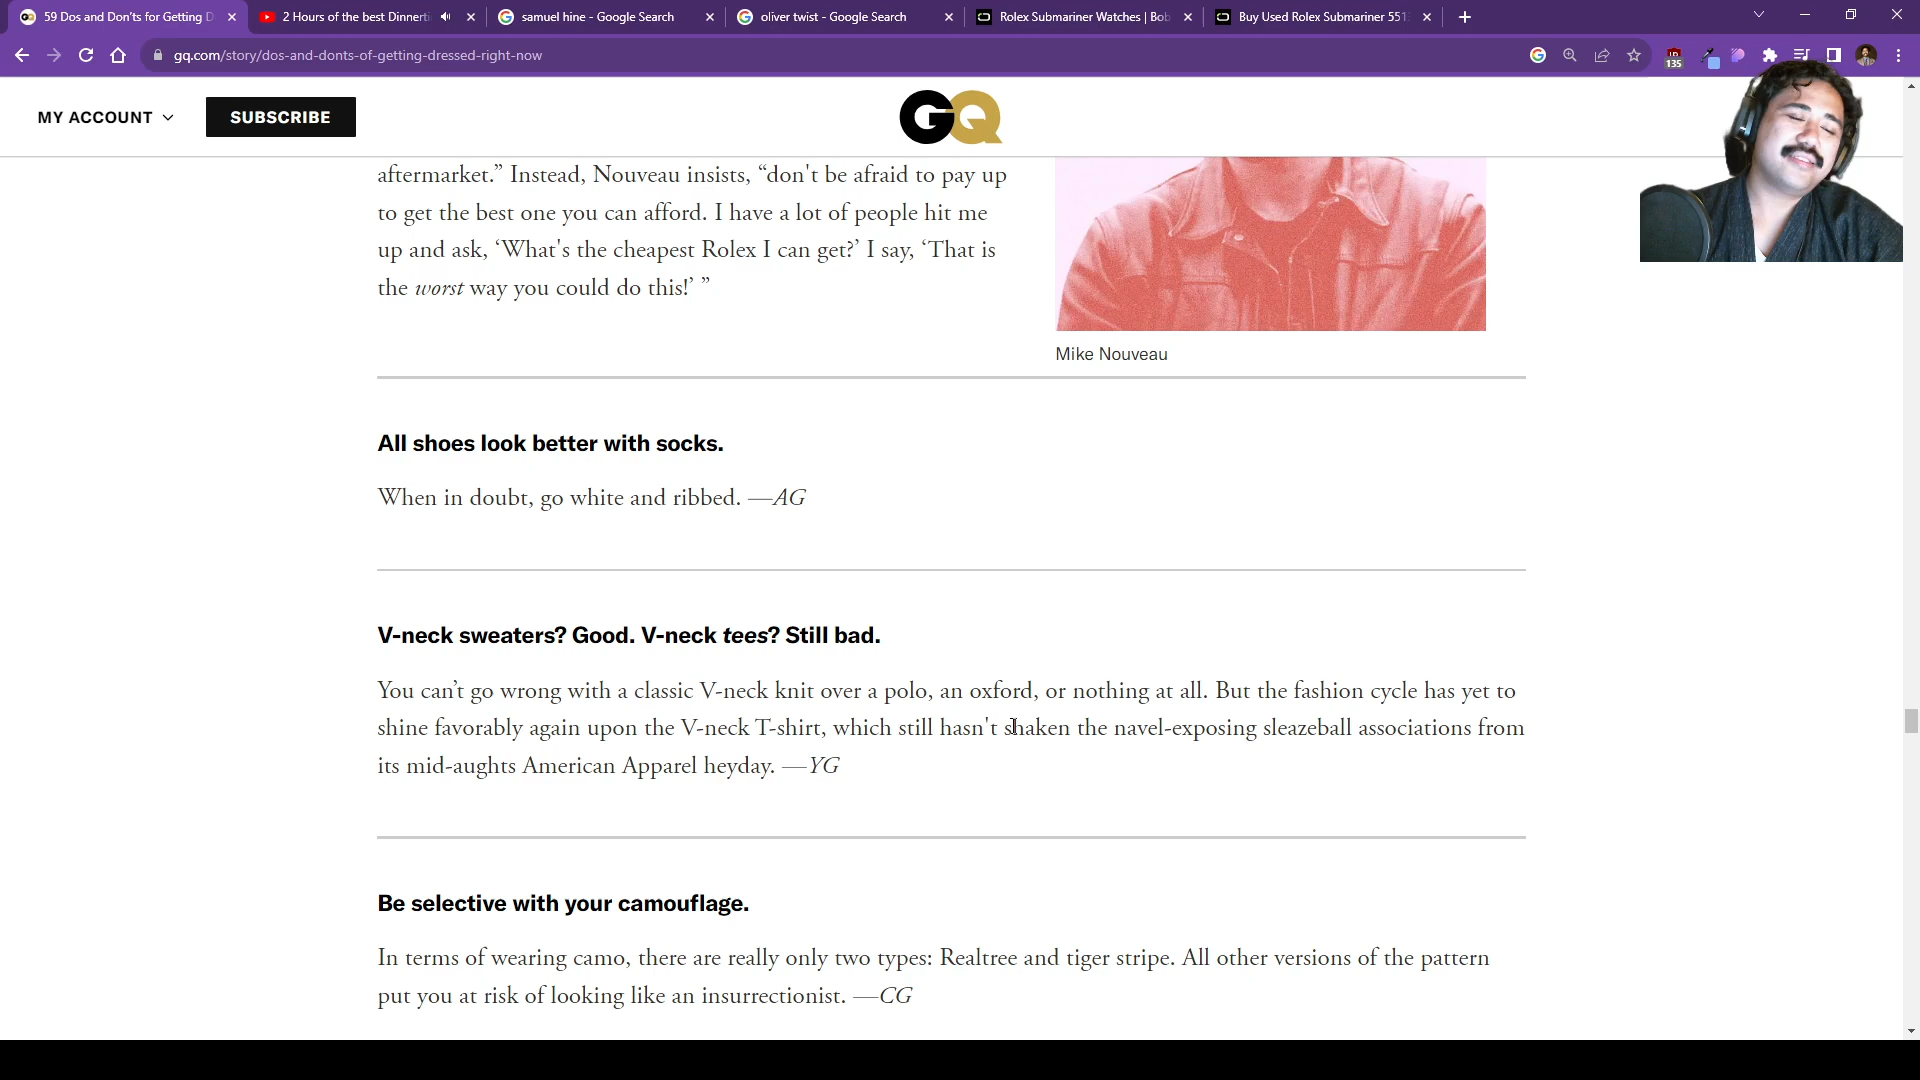 59 Dos and Don'ts for Getting D
2 Hours of the best Dinnerti
samuel hine - Google Search
oliver twist - Google Search
Rolex Submariner Watches | Bob
Buy Used Rolex Submariner 551
gq.com/story/dos-and-donts-of-getting-dressed-right-now
135
MY ACCOUNT
SUBSCRIBE
GQ
aftermarket.” Instead, Nouveau insists, “don't be afraid to pay up
to get the best one you can afford. I have a lot of people hit me
up and ask, ‘What's the cheapest Rolex I can get?’ I say, ‘That is
the worst way you could do this!’ ”
Mike Nouveau
All shoes look better with socks.
When in doubt, go white and ribbed. —AG
V-neck sweaters? Good. V-neck tees? Still bad.
You can’t go wrong with a classic V-neck knit over a polo, an oxford, or nothing at all. But the fashion cycle has yet to
shine favorably again upon the V-neck T-shirt, which still hasn't shaken the navel-exposing sleazeball associations from
its mid-aughts American Apparel heyday. —YG
Be selective with your camouflage.
In terms of wearing camo, there are really only two types: Realtree and tiger stripe. All other versions of the pattern
put you at risk of looking like an insurrectionist. —CG